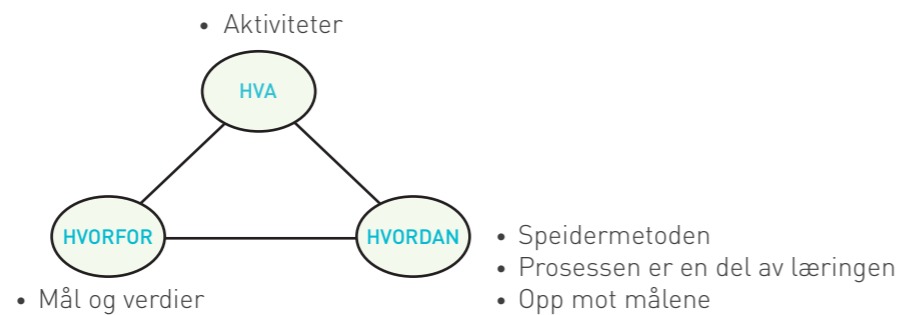 • Aktiviteter
HVA
HVORFOR
HVORDAN
• Speidermetoden
• Prosessen er en del av læringen
• Opp mot målene
• Mål og verdier